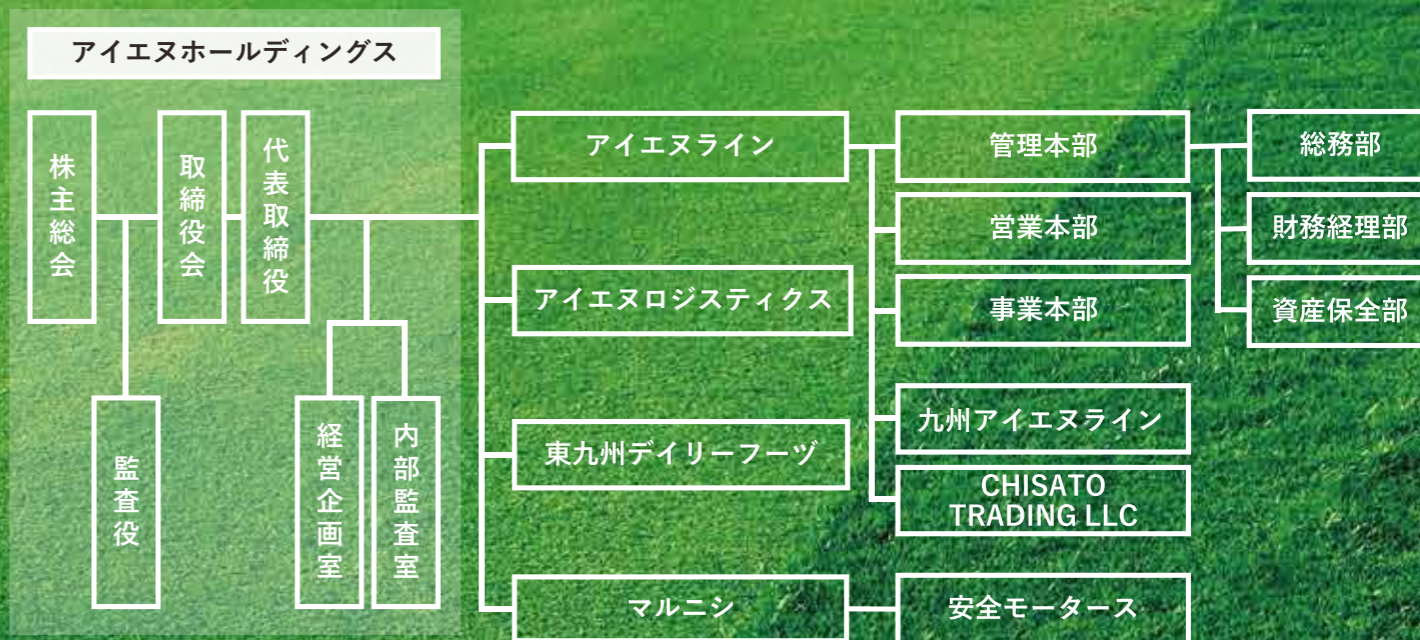 アイエヌホールディングス
株主総会
取締役会
代表取締役
監査役
経営企画室
内部監査室
アイエヌライン
アイエヌロジスティクス
東九州デイリーフーヅ
マルニシ
管理本部
営業本部
事業本部
九州アイエヌライン
CHISATO
TRADING LLC
安全モータース
総務部
財務経理部
資産保全部